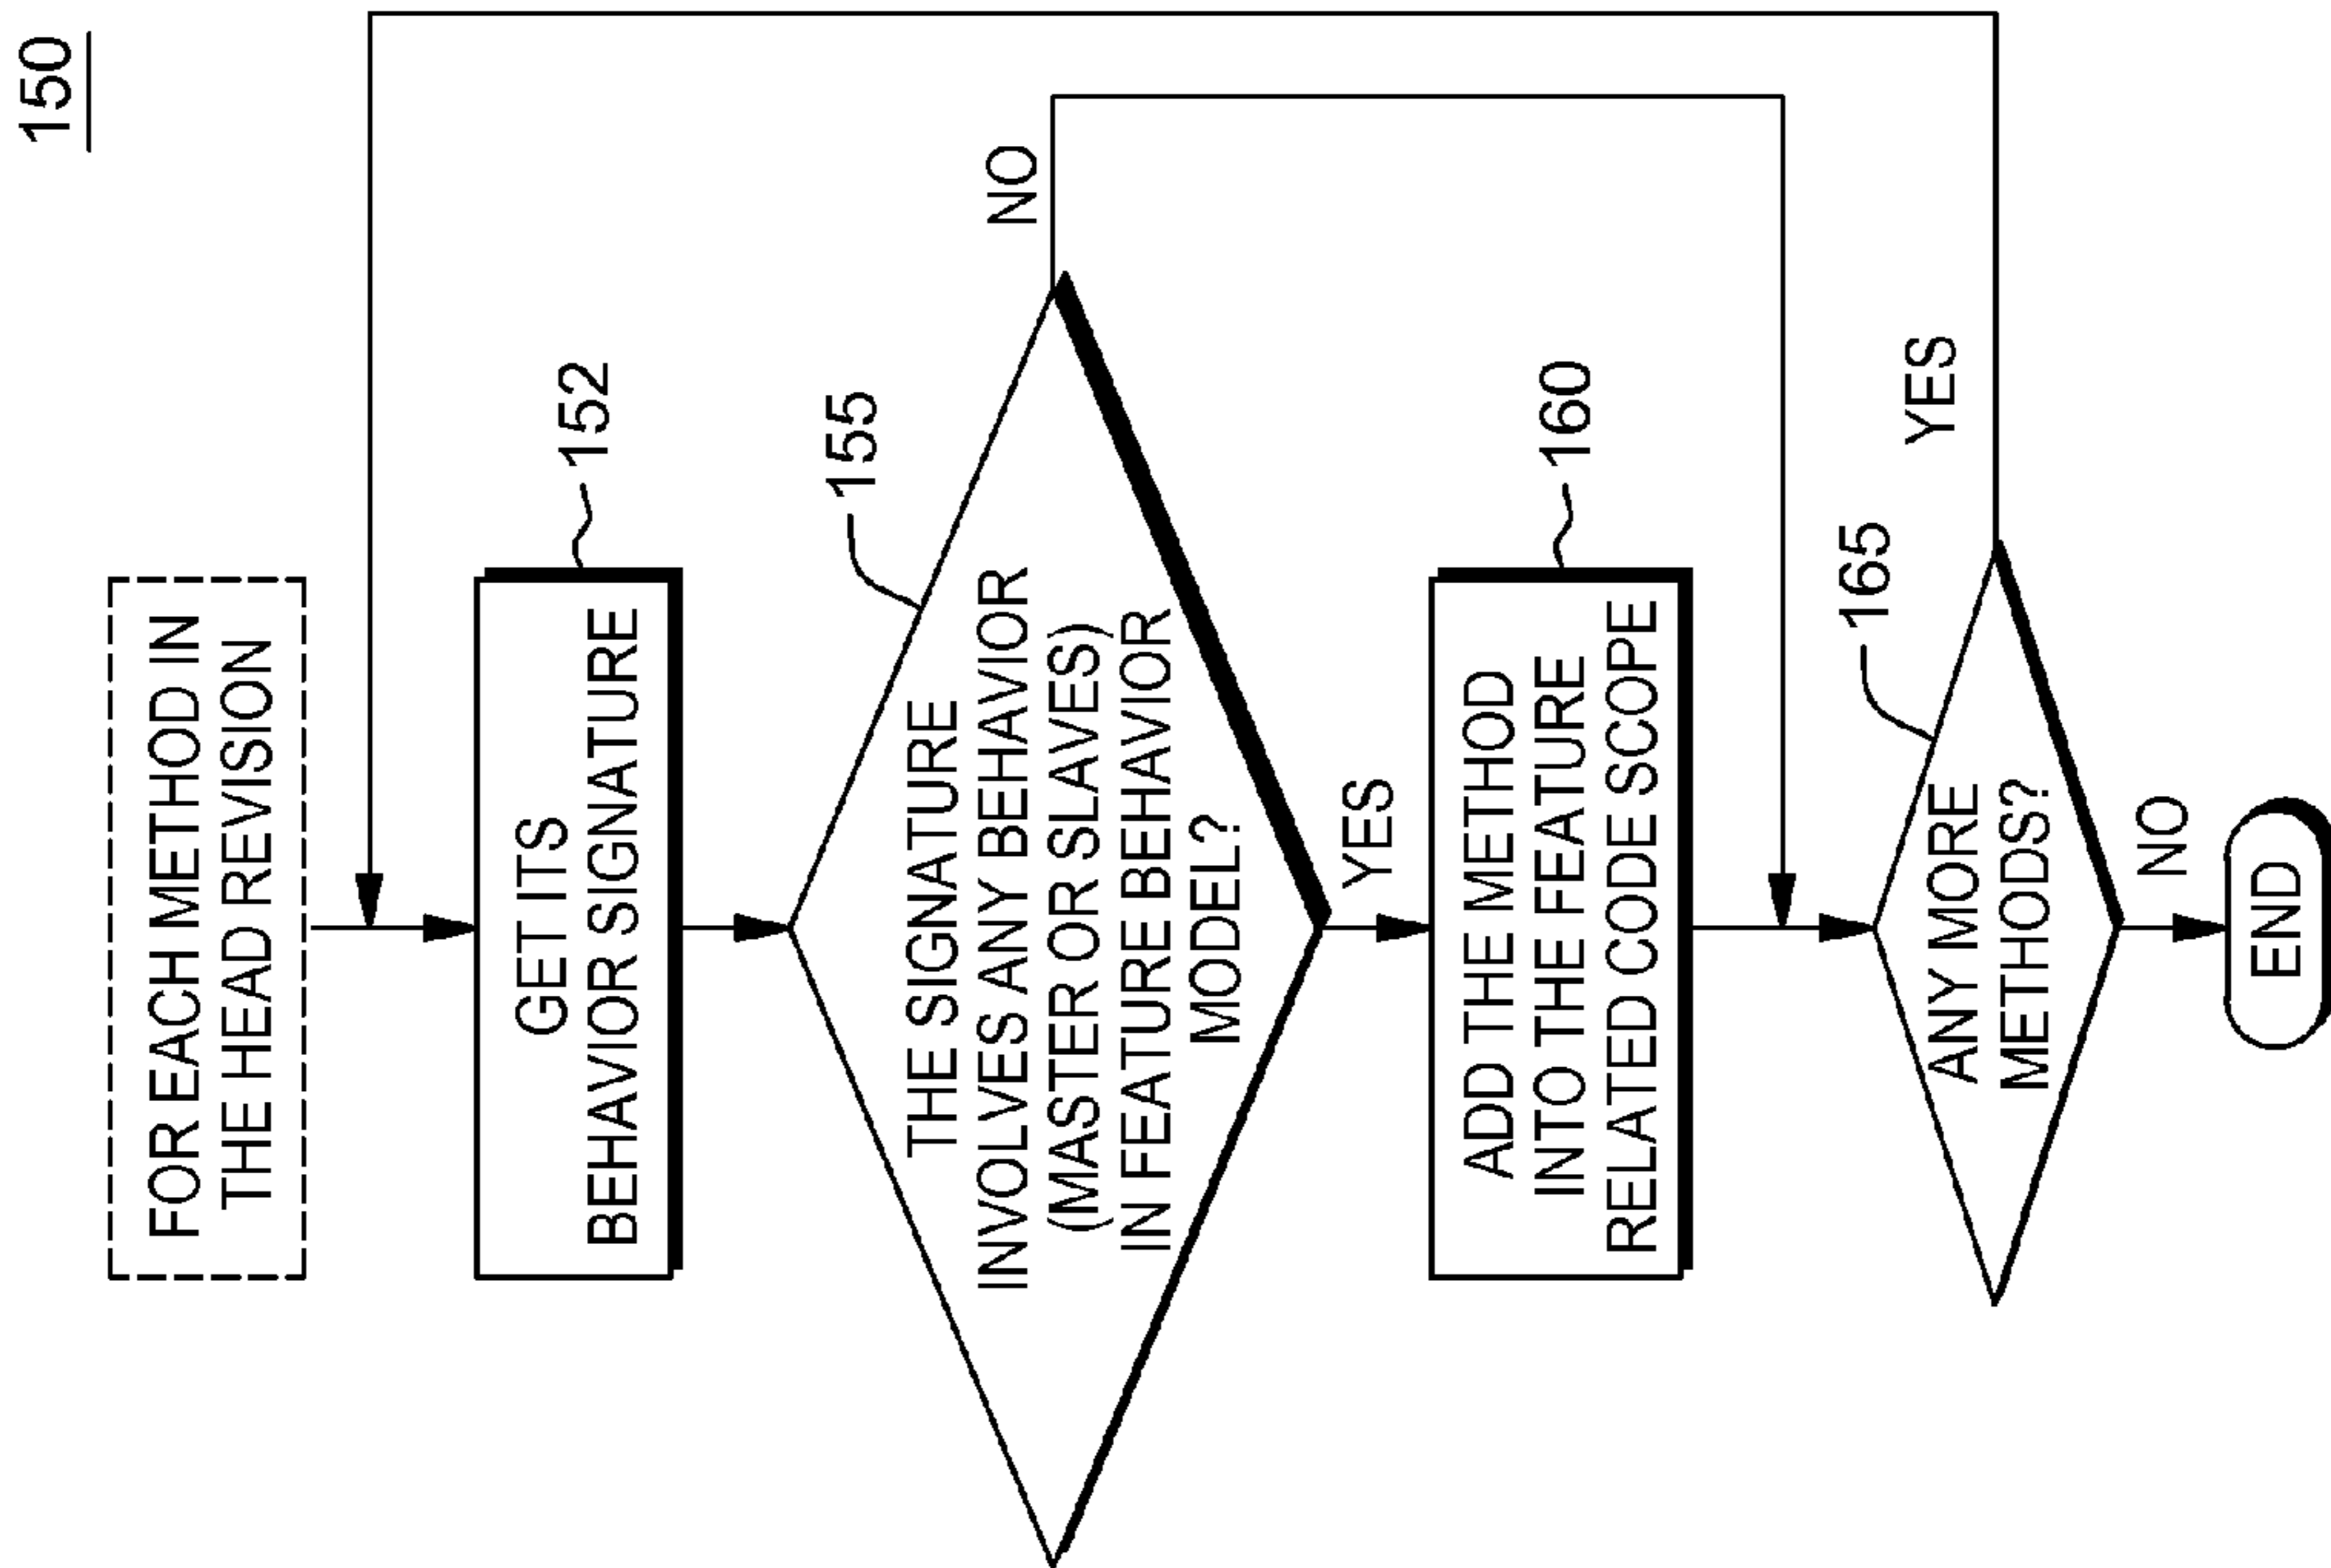 150
FOR EACH METHOD IN
THE HEAD REVISION
GET ITS
BEHAVIOR SIGNATURE
152
THE SIGNATURE
INVOLVES ANY BEHAVIOR
(MASTER OR SLAVES)
IN FEATURE BEHAVIOR
MODEL?
155
NO
YES
ADD THE METHOD
INTO THE FEATURE
RELATED CODE SCOPE
160
ANY MORE
METHODS?
165
YES
NO
END